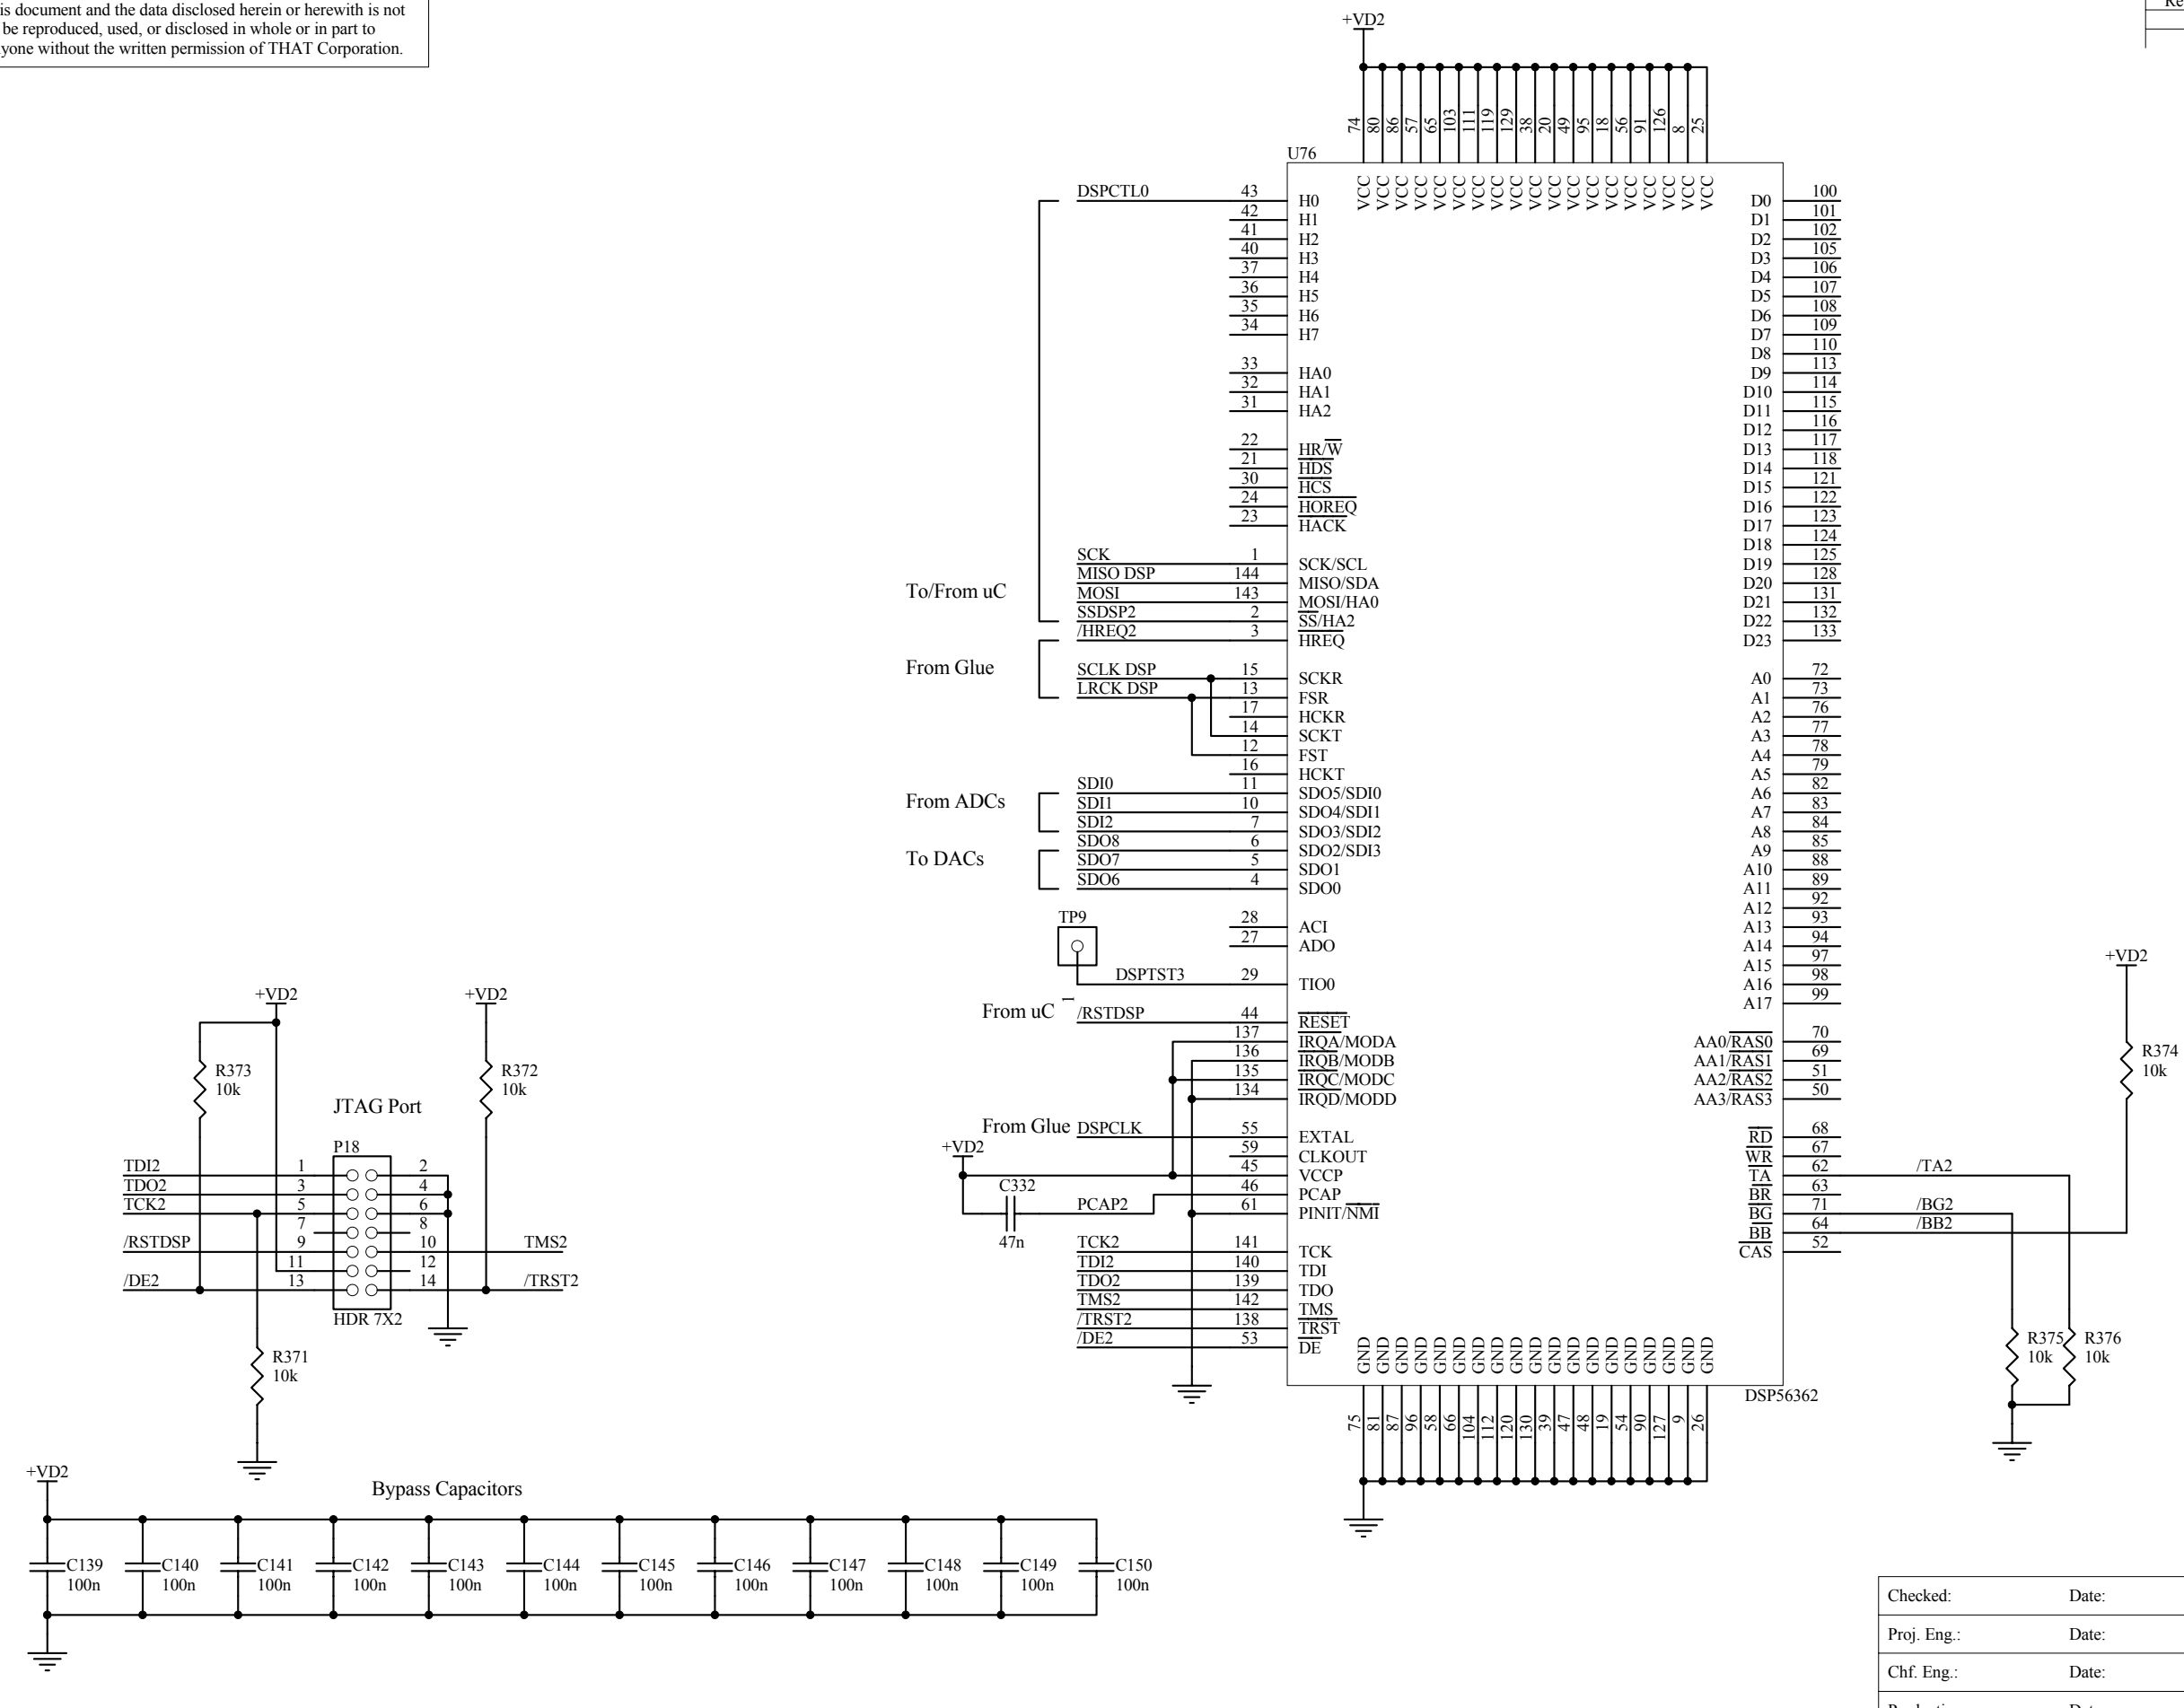 is document and the data disclosed herein or herewith is not
be reproduced, used, or disclosed in whole or in part to
yone without the written permission of THAT Corporation.
Re
+VD2
74 80 86 57 65 103 111 119 129 38 20 49 95 18 56 91 126 8 25
U76
VCC VCC VCC VCC VCC VCC VCC VCC VCC VCC VCC VCC VCC VCC VCC VCC VCC VCC VCC
DSPCTL0 43 H0
42 H1
41 H2
40 H3
37 H4
36 H5
35 H6
34 H7
33 HA0
32 HA1
31 HA2
22 HR/W
21 HDS
30 HCS
24 HOREQ
23 HACK
To/From uC
SCK 1 SCK/SCL
MISO DSP 144 MISO/SDA
MOSI 143 MOSI/HA0
SSDSP2 2 SS/HA2
/HREQ2 3 HREQ
From Glue
SCLK DSP 15 SCKR
LRCK DSP 13 FSR
17 HCKR
14 SCKT
12 FST
16 HCKT
From ADCs
SDI0 11 SDO5/SDI0
SDI1 10 SDO4/SDI1
SDI2 7 SDO3/SDI2
To DACs
SDO8 6 SDO2/SDI3
SDO7 5 SDO1
SDO6 4 SDO0
28 ACI
27 ADO
TP9
1
DSPTST3 29 TIO0
From uC /RSTDSP 44 RESET
137 IRQA/MODA
136 IRQB/MODB
135 IRQC/MODC
134 IRQD/MODD
From Glue DSPCLK 55 EXTAL
59 CLKOUT
+VD2
45 VCCP
C332
47n
PCAP2 46 PCAP
61 PINIT/NMI
TCK2 141 TCK
TDI2 140 TDI
TDO2 139 TDO
TMS2 142 TMS
/TRST2 138 TRST
/DE2 53 DE
D0 100
D1 101
D2 102
D3 105
D4 106
D5 107
D6 108
D7 109
D8 110
D9 113
D10 114
D11 115
D12 116
D13 117
D14 118
D15 121
D16 122
D17 123
D18 124
D19 125
D20 128
D21 131
D22 132
D23 133
A0 72
A1 73
A2 76
A3 77
A4 78
A5 79
A6 82
A7 83
A8 84
A9 85
A10 88
A11 89
A12 92
A13 93
A14 94
A15 97
A16 98
A17 99
AA0/RAS0 70
AA1/RAS1 69
AA2/RAS2 51
AA3/RAS3 50
RD 68
WR 67
TA 62 /TA2
BR 63
BG 71 /BG2
BB 64 /BB2
CAS 52
+VD2
R374
10k
R375
10k
R376
10k
GND GND GND GND GND GND GND GND GND GND GND GND GND GND GND GND GND GND GND
DSP56362
75 81 87 96 58 66 104 112 120 130 39 47 48 19 54 90 127 9 26
+VD2
+VD2
R373
10k
R372
10k
JTAG Port
P18
TDI2 1 2
TDO2 3 4
TCK2 5 6
7 8
/RSTDSP 9 10 TMS2
11 12
/DE2 13 14 /TRST2
HDR 7X2
R371
10k
+VD2
Bypass Capacitors
C139 C140 C141 C142 C143 C144 C145 C146 C147 C148 C149 C150
100n 100n 100n 100n 100n 100n 100n 100n 100n 100n 100n 100n
Checked: Date:
Proj. Eng.: Date:
Chf. Eng.: Date: